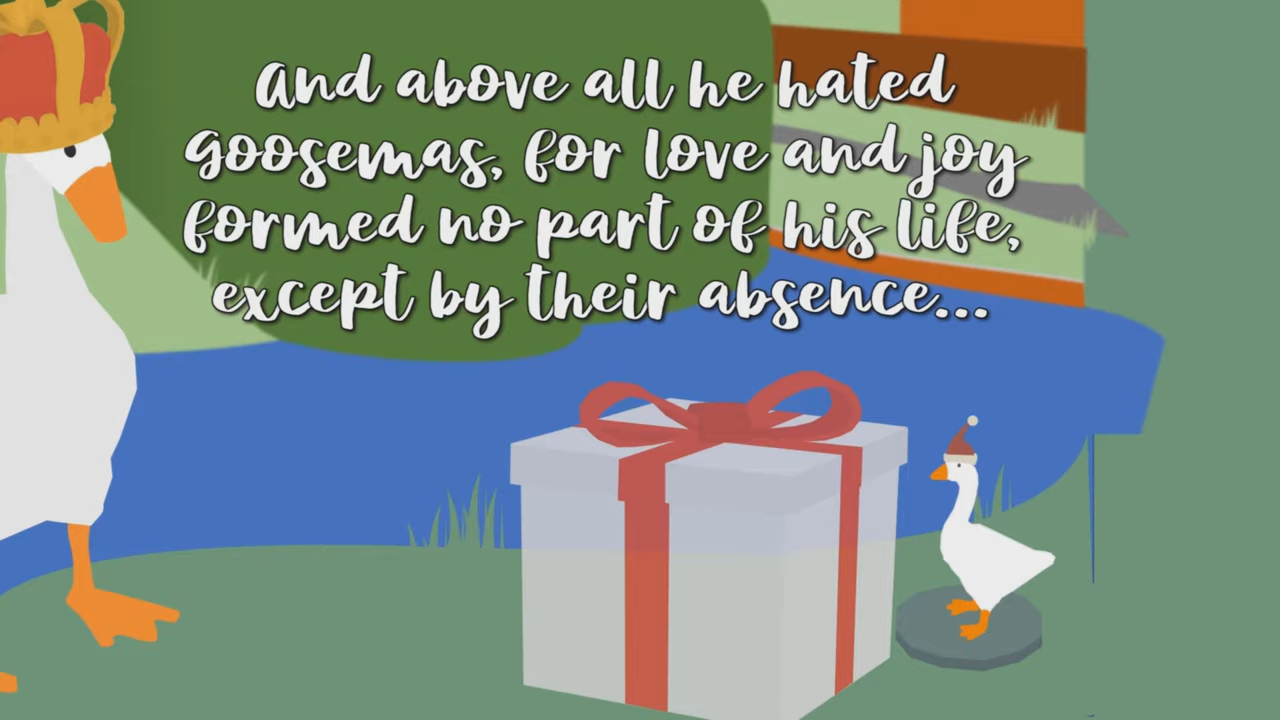 And above all he hated
goosemas, for love and joy
formed no part of his life,
except by their absence...